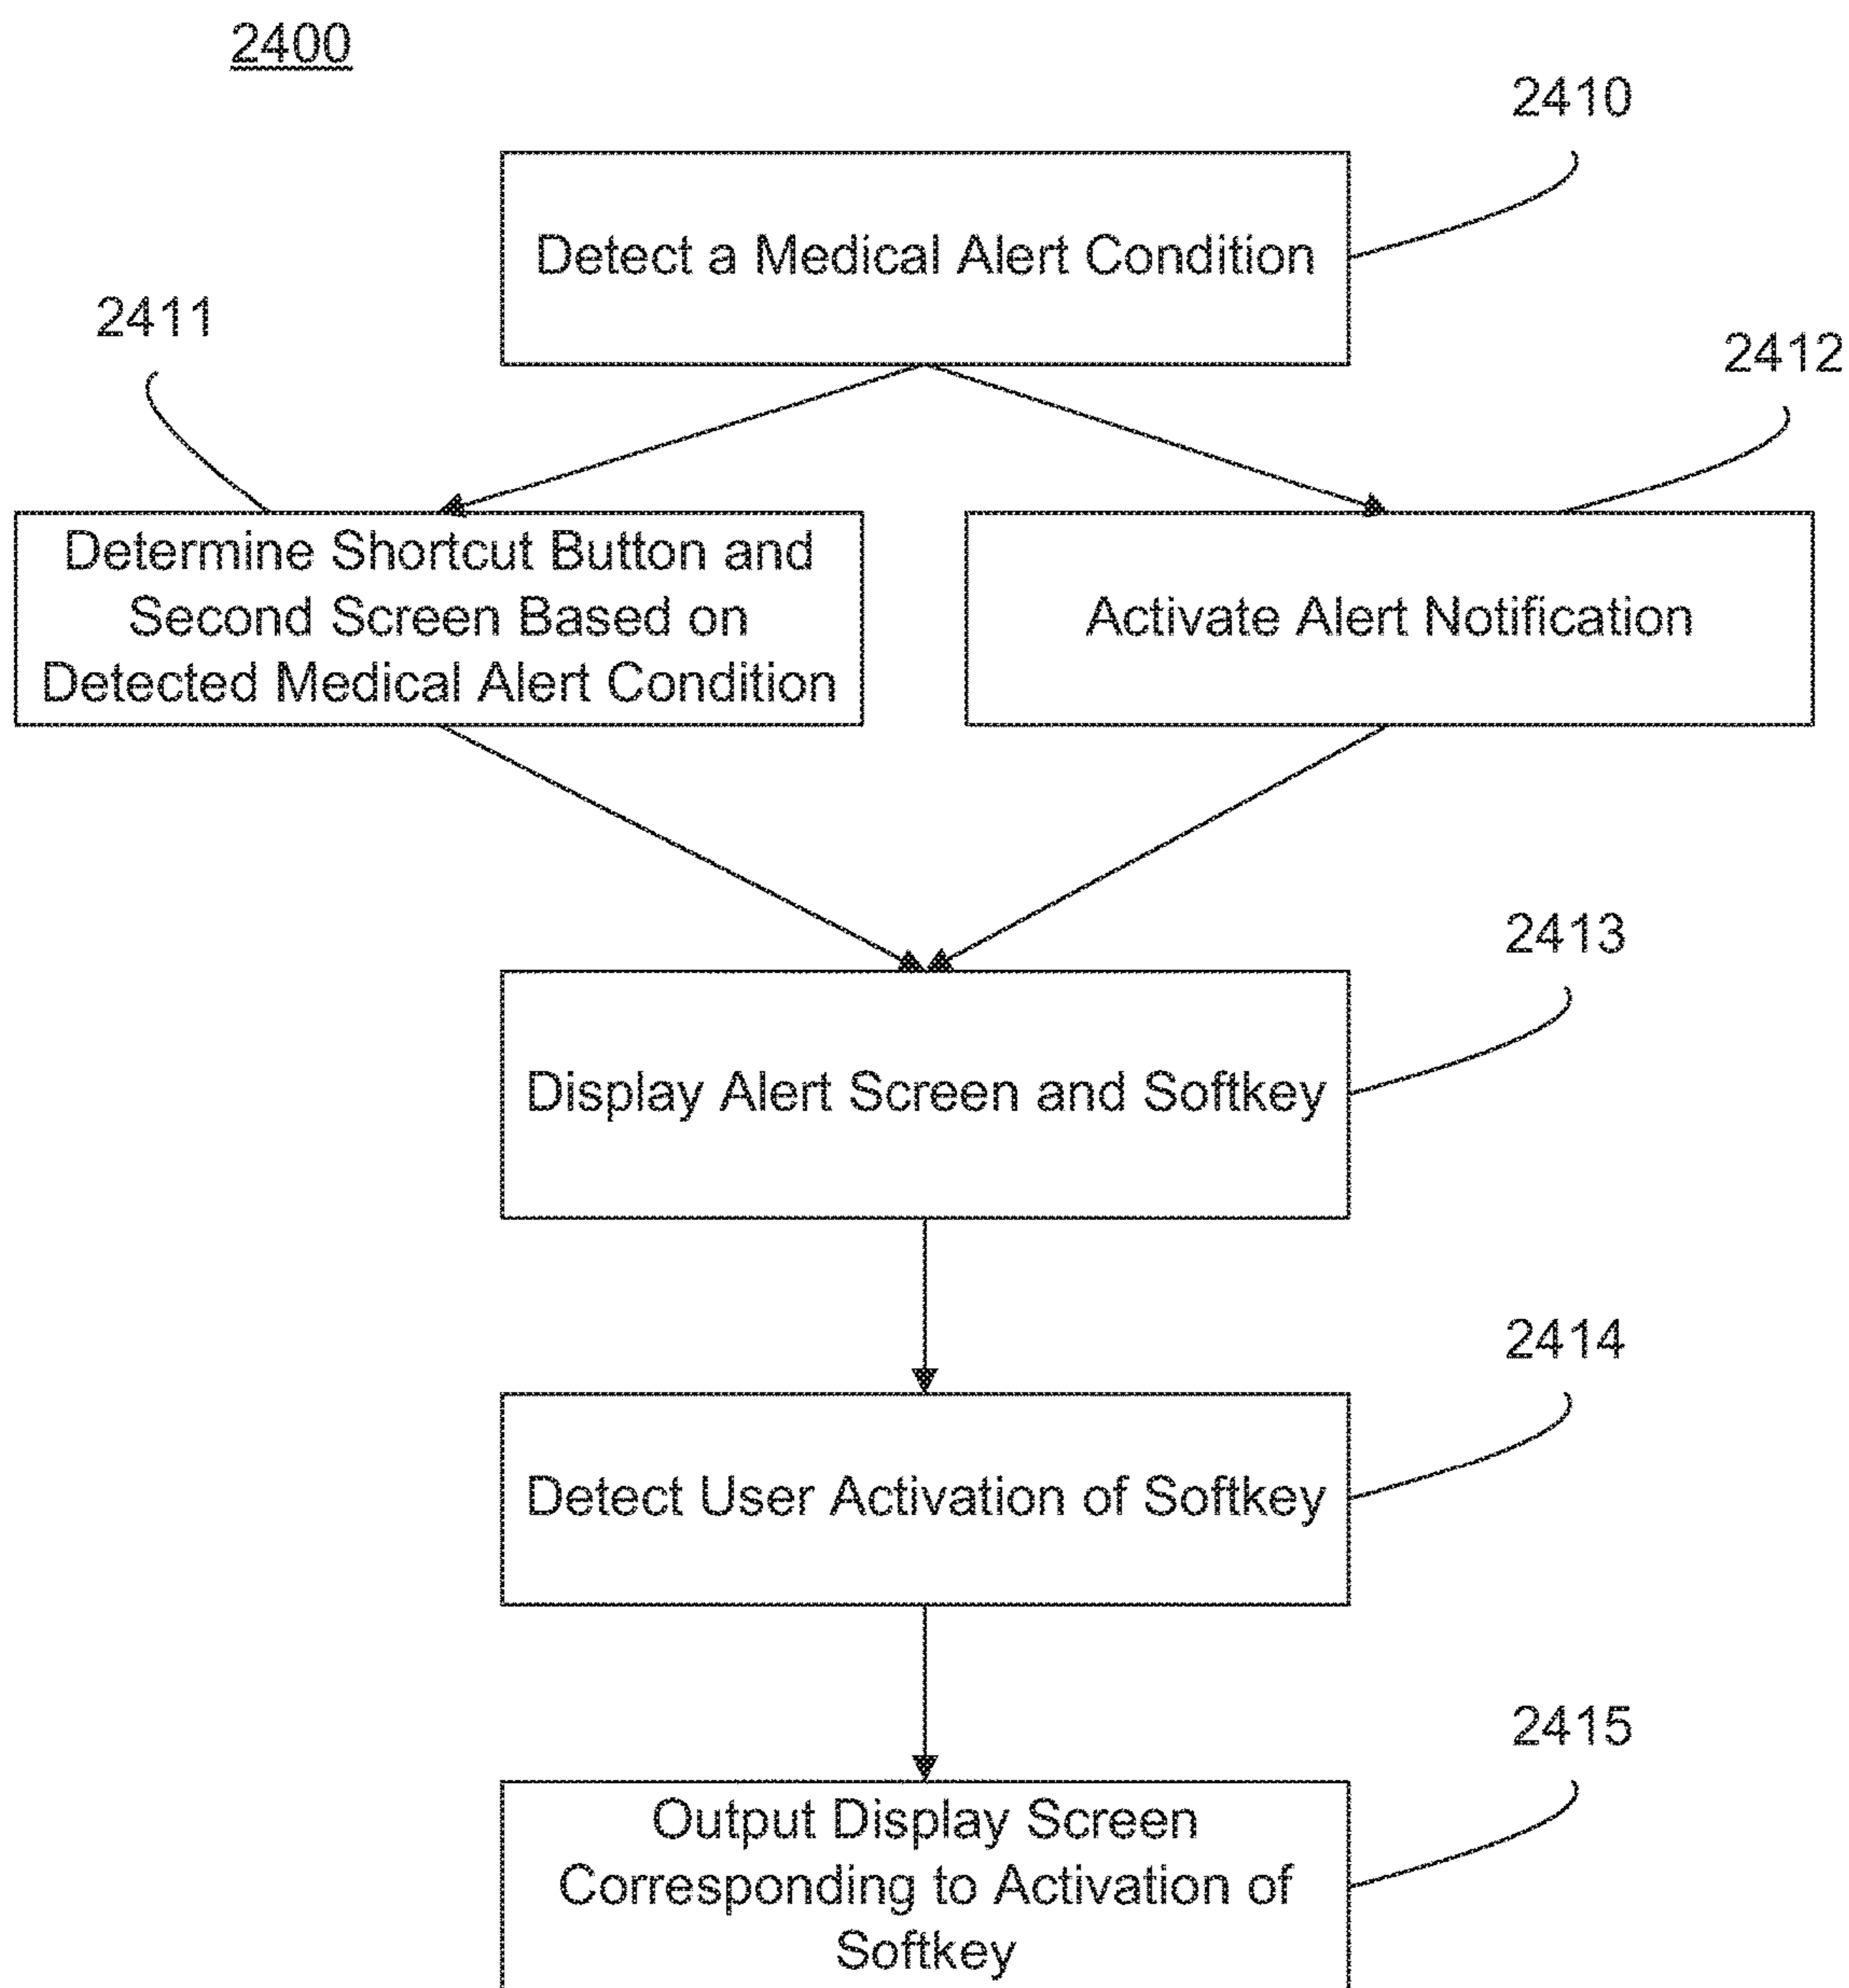 2400
2410
Detect a Medical Alert Condition
2411
2412
Determine Shortcut Button and
Second Screen Based on
Detected Medical Alert Condition
Activate Alert Notification
2413
Display Alert Screen and Softkey
2414
Detect User Activation of Softkey
2415
Output Display Screen
Corresponding to Activation of
Softkey